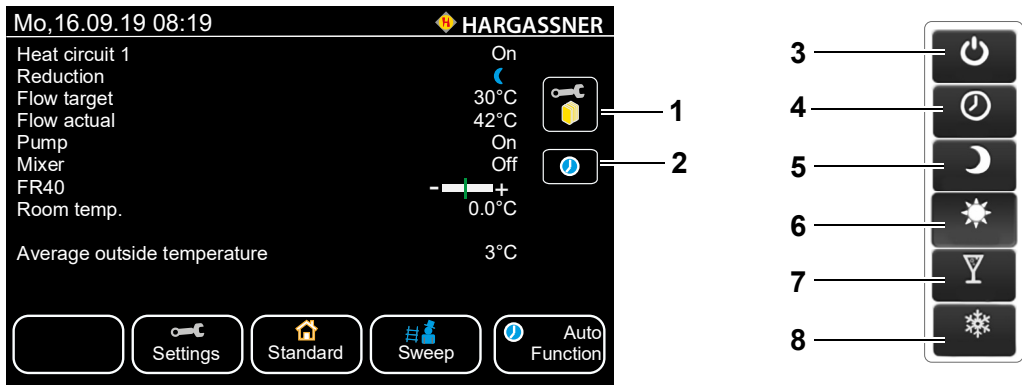 Mo,16.09.19 08:19 HARGASSNER
Heat circuit 1 On
Reduction
Flow target 30°C
Flow actual 42°C
Pump On
Mixer Off
FR40 - +
Room temp. 0.0°C
Average outside temperature 3°C
Settings
Standard
Sweep
Auto
Function
1
2
3
4
5
6
7
8